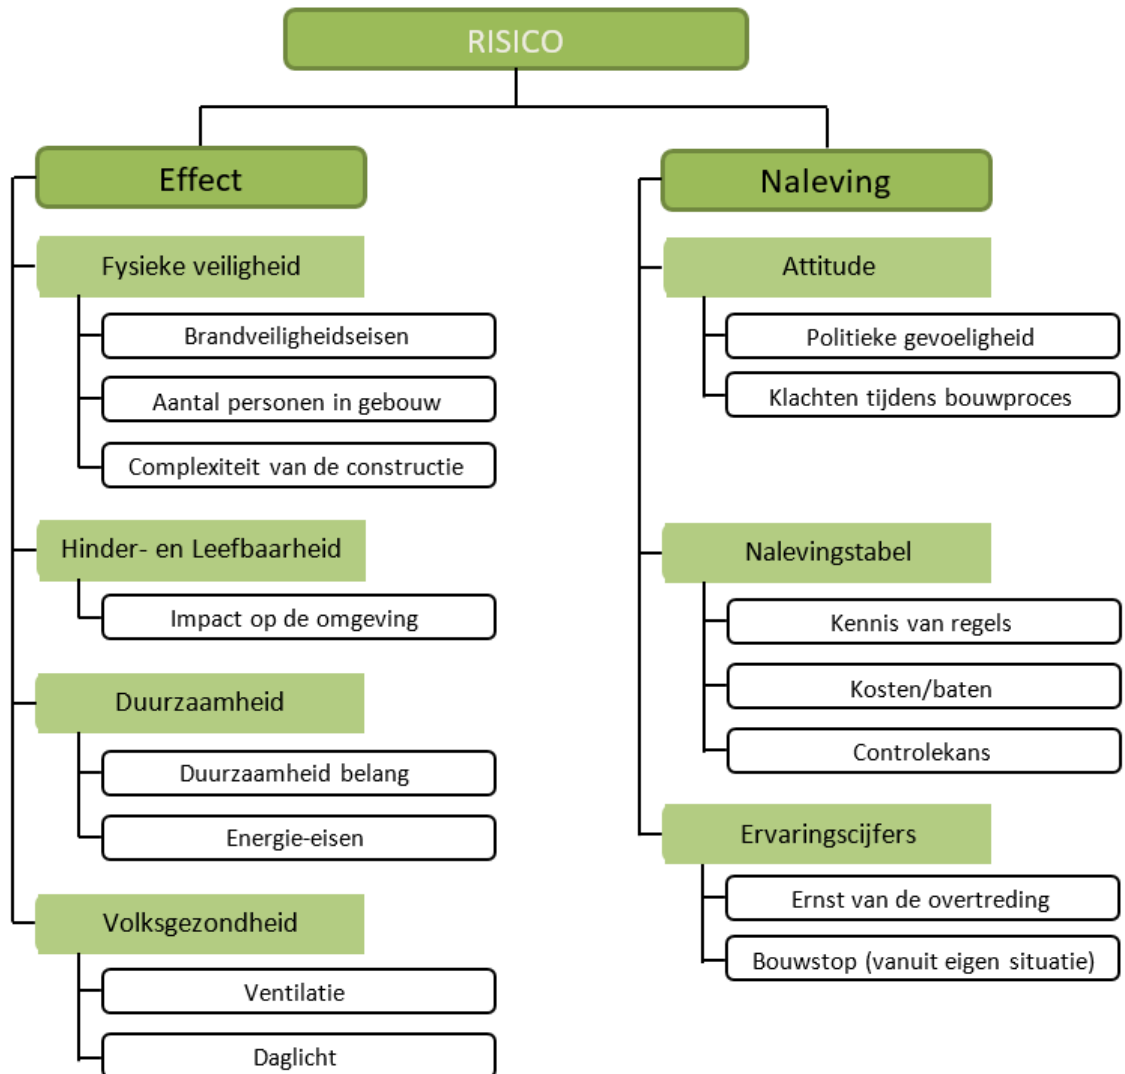 RISICO
Effect
Fysieke veiligheid
Brandveiligheidseisen
Aantal personen in gebouw
Complexiteit van de constructie
Hinder- en Leefbaarheid
Impact op de omgeving
Duurzaamheid
Duurzaamheid belang
Energie-eisen
Volksgezondheid
Ventilatie
Daglicht
Naleving
Attitude
Politieke gevoeligheid
Klachten tijdens bouwproces
Nalevingstabel
Kennis van regels
Kosten/baten
Controlekans
Ervaringscijfers
Ernst van de overtreding
Bouwstop (vanuit eigen situatie)